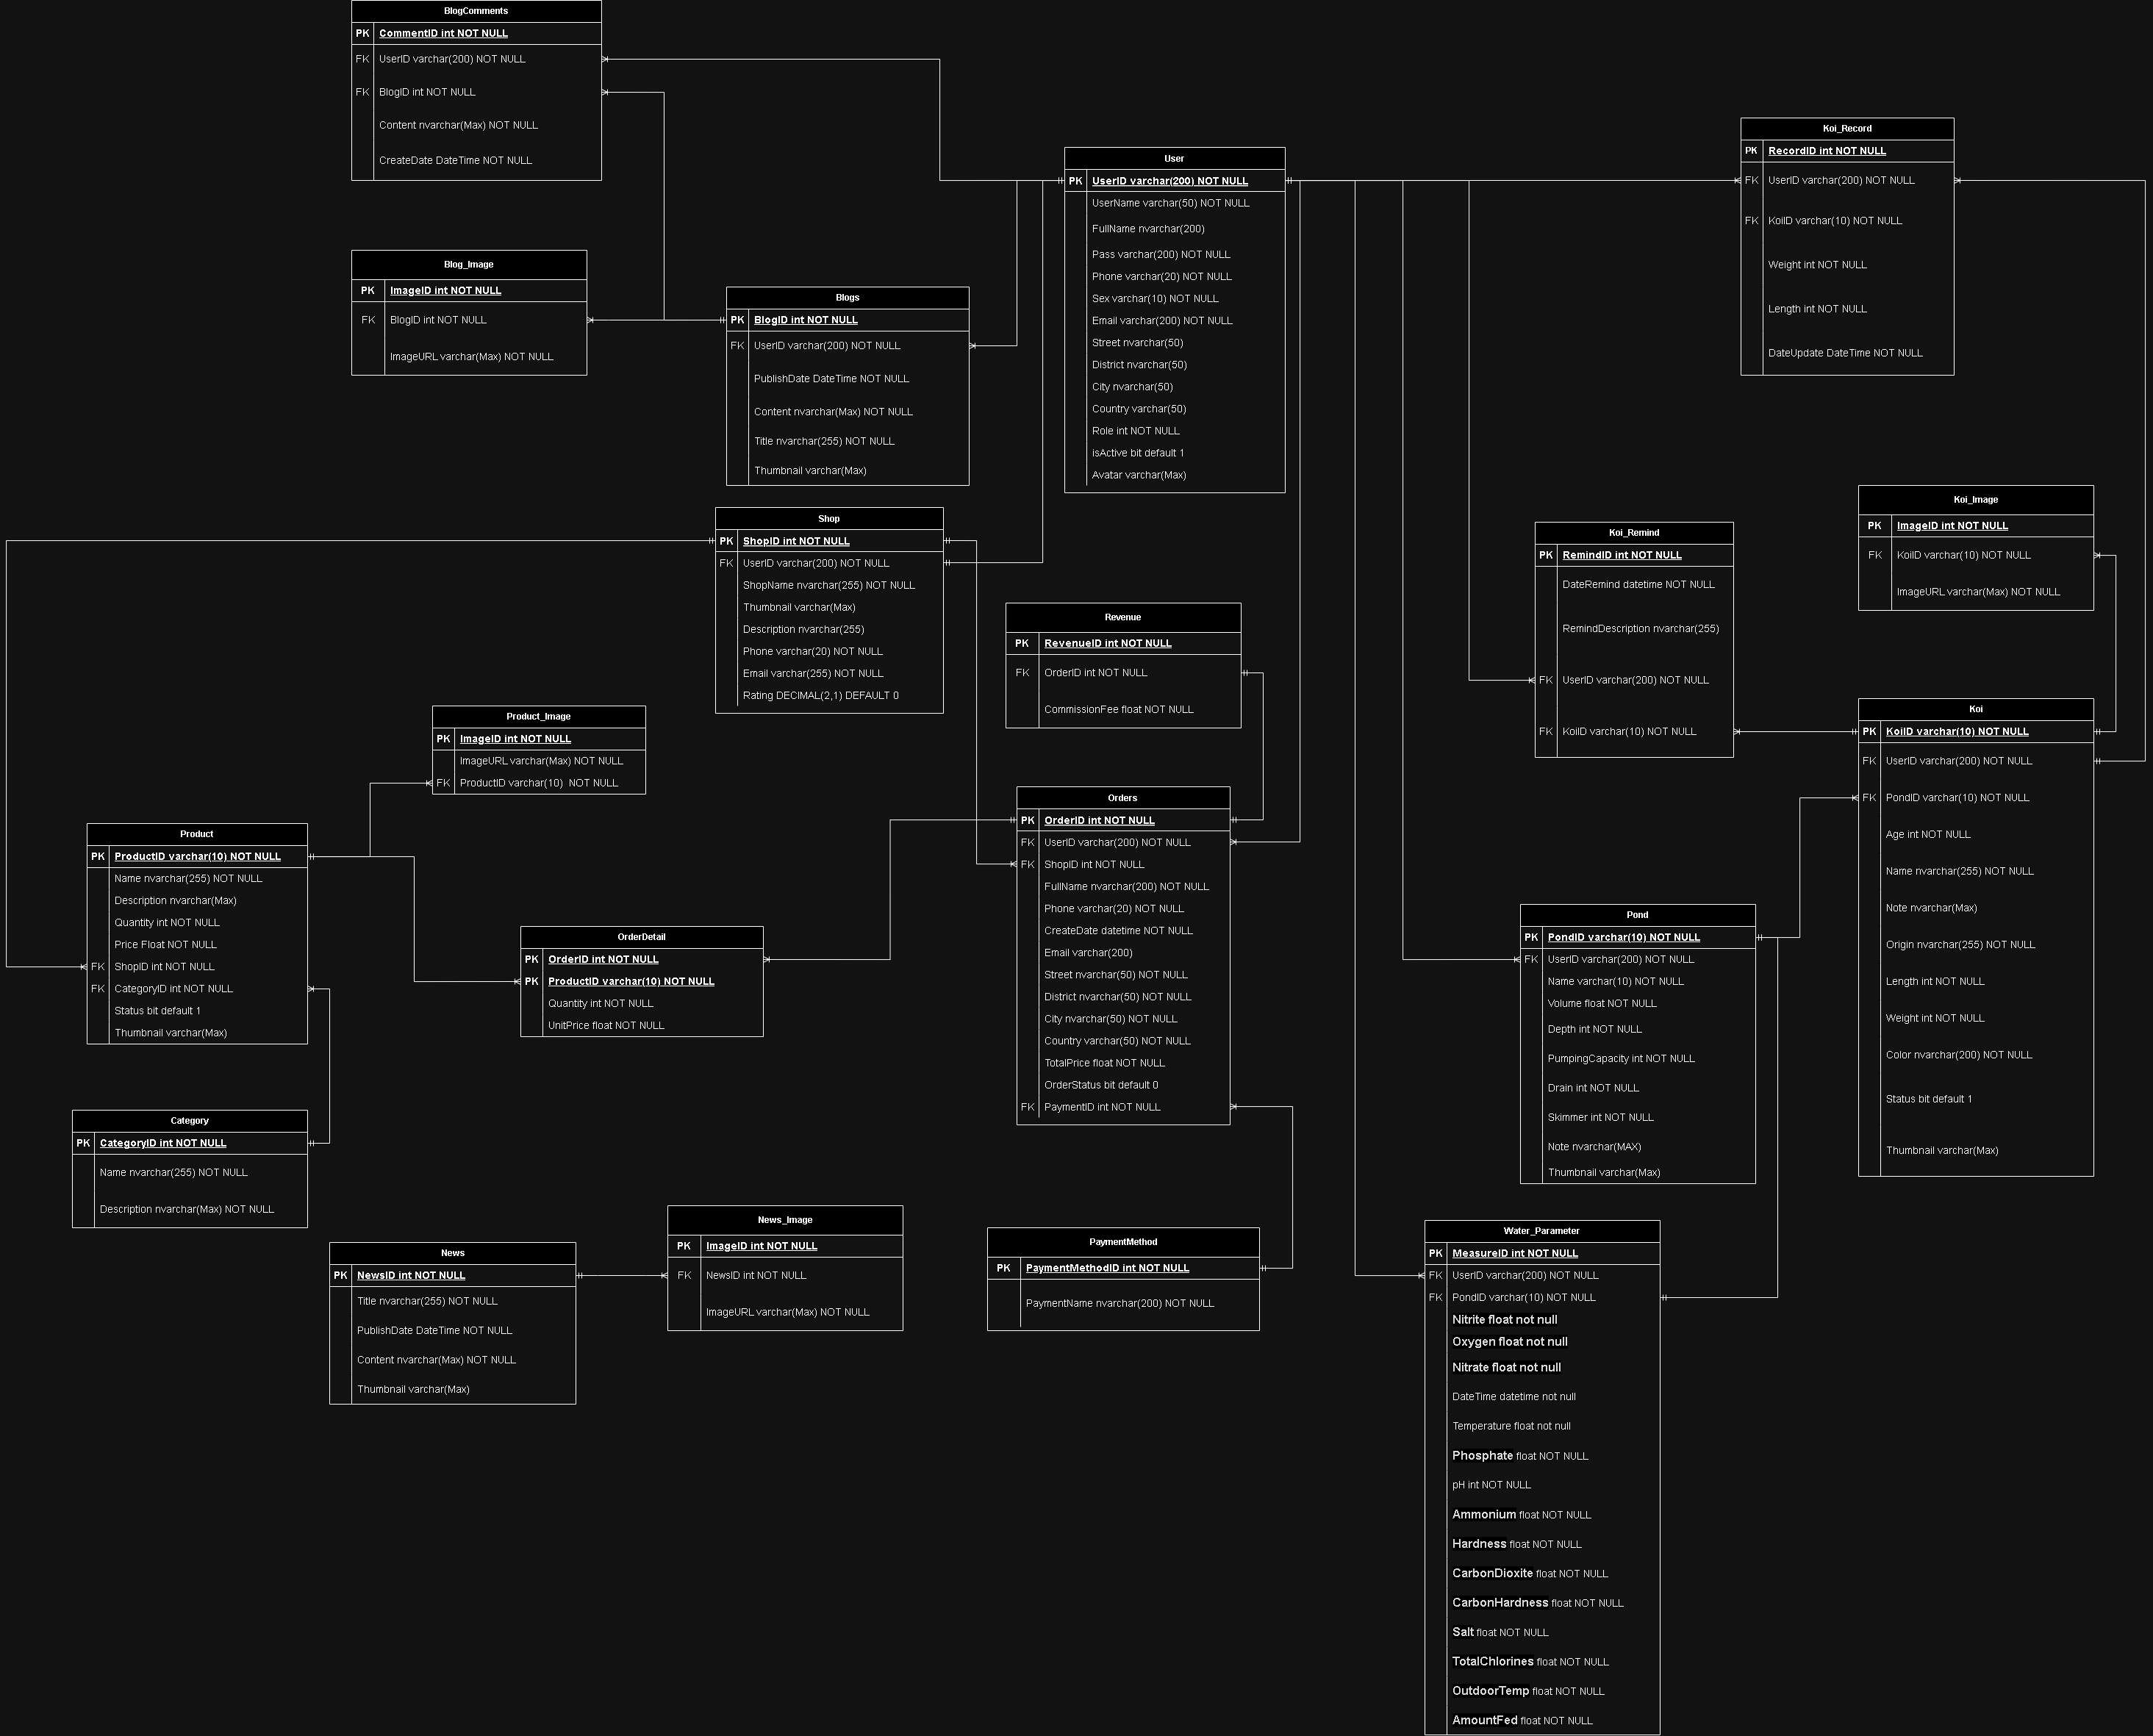 BlogComments
PK CommentID int NOT NULL
FK UserID varchar(200) NOT NULL
FK BlogID int NOT NULL
Content nvarchar(Max) NOT NULL
CreateDate DateTime NOT NULL
Koi_Record
PK RecordID int NOT NULL
FK UserID varchar(200) NOT NULL
FK KoiID varchar(10) NOT NULL
Weight int NOT NULL
Length int NOT NULL
DateUpdate DateTime NOT NULL
User
PK UserID varchar(200) NOT NULL
UserName varchar(50) NOT NULL
FullName nvarchar(200)
Pass varchar(200) NOT NULL
Phone varchar(20) NOT NULL
Sex varchar(10) NOT NULL
Email varchar(200) NOT NULL
Street nvarchar(50)
District nvarchar(50)
City nvarchar(50)
Country varchar(50)
Role int NOT NULL
isActive bit default 1
Avatar varchar(Max)
Blog_Image
PK ImageID int NOT NULL
FK BlogID int NOT NULL
ImageURL varchar(Max) NOT NULL
Blogs
PK BlogID int NOT NULL
FK UserID varchar(200) NOT NULL
PublishDate DateTime NOT NULL
Content nvarchar(Max) NOT NULL
Title nvarchar(255) NOT NULL
Thumbnail varchar(Max)
Shop
PK ShopID int NOT NULL
FK UserID varchar(200) NOT NULL
ShopName nvarchar(255) NOT NULL
Thumbnail varchar(Max)
Description nvarchar(255)
Phone varchar(20) NOT NULL
Email varchar(255) NOT NULL
Rating DECIMAL(2,1) DEFAULT 0
Koi_Remind
PK RemindID int NOT NULL
DateRemind datetime NOT NULL
RemindDescription nvarchar(255)
FK UserID varchar(200) NOT NULL
FK KoiID varchar(10) NOT NULL
Koi_Image
PK ImageID int NOT NULL
FK KoiID varchar(10) NOT NULL
ImageURL varchar(Max) NOT NULL
Revenue
PK RevenueID int NOT NULL
FK OrderID int NOT NULL
CommissionFee float NOT NULL
Koi
PK KoiID varchar(10) NOT NULL
FK UserID varchar(200) NOT NULL
FK PondID varchar(10) NOT NULL
Age int NOT NULL
Name nvarchar(255) NOT NULL
Note nvarchar(Max)
Origin nvarchar(255) NOT NULL
Length int NOT NULL
Weight int NOT NULL
Color nvarchar(200) NOT NULL
Status bit default 1
Thumbnail varchar(Max)
Product_Image
PK ImageID int NOT NULL
ImageURL varchar(Max) NOT NULL
FK ProductID varchar(10) NOT NULL
Product
PK ProductID varchar(10) NOT NULL
Name nvarchar(255) NOT NULL
Description nvarchar(Max)
Quantity int NOT NULL
Price Float NOT NULL
FK ShopID int NOT NULL
FK CategoryID int NOT NULL
Status bit default 1
Thumbnail varchar(Max)
Orders
PK OrderID int NOT NULL
FK UserID varchar(200) NOT NULL
FK ShopID int NOT NULL
FullName nvarchar(200) NOT NULL
Phone varchar(20) NOT NULL
CreateDate datetime NOT NULL
Email varchar(200)
Street nvarchar(50) NOT NULL
District nvarchar(50) NOT NULL
City nvarchar(50) NOT NULL
Country varchar(50) NOT NULL
TotalPrice float NOT NULL
OrderStatus bit default 0
FK PaymentID int NOT NULL
OrderDetail
PK OrderID int NOT NULL
PK ProductID varchar(10) NOT NULL
Quantity int NOT NULL
UnitPrice float NOT NULL
Pond
PK PondID varchar(10) NOT NULL
FK UserID varchar(200) NOT NULL
Name varchar(10) NOT NULL
Volume float NOT NULL
Depth int NOT NULL
PumpingCapacity int NOT NULL
Drain int NOT NULL
Skimmer int NOT NULL
Note nvarchar(MAX)
Thumbnail varchar(Max)
Category
PK CategoryID int NOT NULL
Name nvarchar(255) NOT NULL
Description nvarchar(Max) NOT NULL
News
PK NewsID int NOT NULL
Title nvarchar(255) NOT NULL
PublishDate DateTime NOT NULL
Content nvarchar(Max) NOT NULL
Thumbnail varchar(Max)
News_Image
PK ImageID int NOT NULL
FK NewsID int NOT NULL
ImageURL varchar(Max) NOT NULL
PaymentMethod
PK PaymentMethodID int NOT NULL
PaymentName nvarchar(200) NOT NULL
Water_Parameter
PK MeasureID int NOT NULL
FK UserID varchar(200) NOT NULL
FK PondID varchar(10) NOT NULL
Nitrite float not null
Oxygen float not null
Nitrate float not null
DateTime datetime not null
Temperature float not null
Phosphate float NOT NULL
pH int NOT NULL
Ammonium float NOT NULL
Hardness float NOT NULL
CarbonDioxite float NOT NULL
CarbonHardness float NOT NULL
Salt float NOT NULL
TotalChlorines float NOT NULL
OutdoorTemp float NOT NULL
AmountFed float NOT NULL